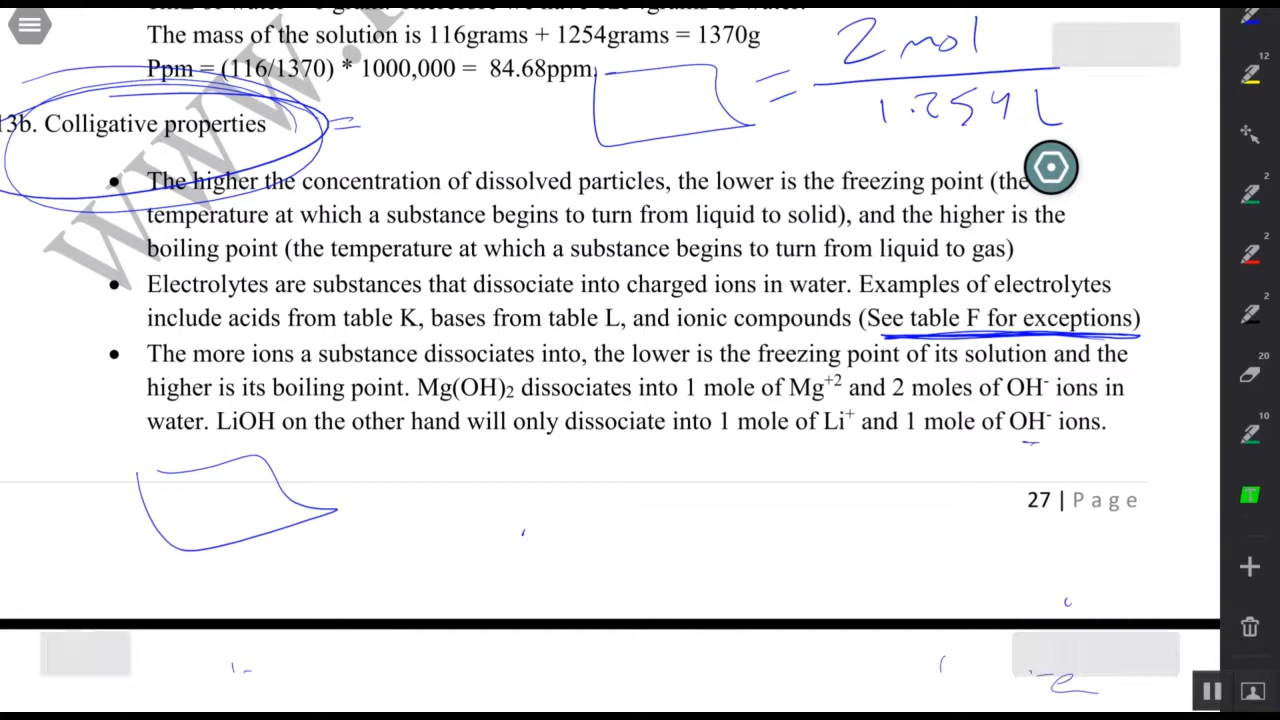 The mass of the solution is 116grams + 1254grams = 1370g
Ppm = (116/1370) * 1000,000 = 84.68ppm.
= 2 mol
1.254 L
13b. Colligative properties =
• The higher the concentration of dissolved particles, the lower is the freezing point (the
temperature at which a substance begins to turn from liquid to solid), and the higher is the
boiling point (the temperature at which a substance begins to turn from liquid to gas)
• Electrolytes are substances that dissociate into charged ions in water. Examples of electrolytes
include acids from table K, bases from table L, and ionic compounds (See table F for exceptions)
• The more ions a substance dissociates into, the lower is the freezing point of its solution and the
higher is its boiling point. Mg(OH)₂ dissociates into 1 mole of Mg⁺² and 2 moles of OH⁻ ions in
water. LiOH on the other hand will only dissociate into 1 mole of Li⁺ and 1 mole of OH⁻ ions.
27 | Page
www.
12
2
2
2
20
10
T